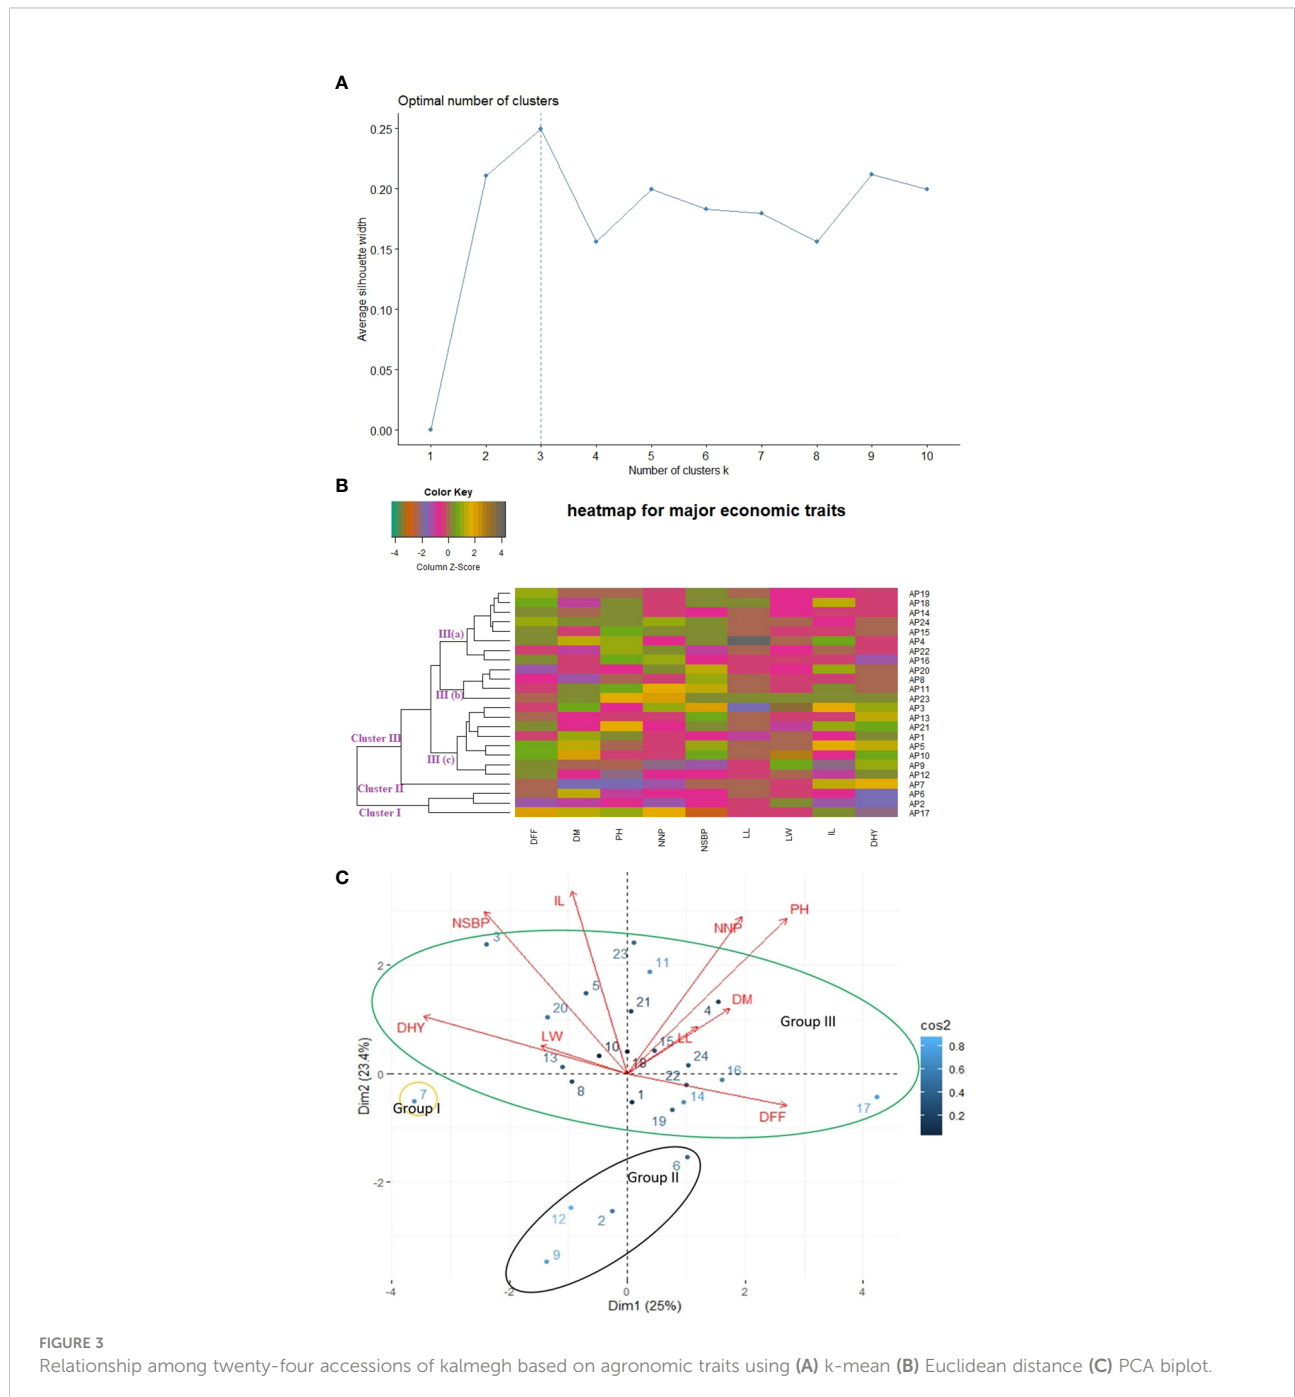 A
Optimal number of clusters
Average silhouette width
0.25
0.20
0.15
0.10
0.05
0.00
1 2 3 4 5 6 7 8 9 10
Number of clusters k
B
Color Key
-4 -2 0 2 4
Column Z-Score
heatmap for major economic traits
III(a)
III (b)
Cluster III
III (c)
Cluster II
Cluster I
AP19
AP18
AP14
AP24
AP15
AP4
AP22
AP16
AP20
AP8
AP11
AP23
AP3
AP13
AP21
AP1
AP5
AP10
AP9
AP12
AP7
AP6
AP2
AP17
DFF DM PH NNP NSBP LL LW IL DHY
C
IL
PH
NSBP
NNP
3
23
11
2
5
20
21
4
DM
Group III
DHY
LW
10
15
LL
18
13
24
0
22
16
8
1
14
7
Group I
19
DFF
17
6
Group II
-2
12
2
9
Dim2 (23.4%)
-4 -2 0 2 4
Dim1 (25%)
cos2
0.8
0.6
0.4
0.2
FIGURE 3
Relationship among twenty-four accessions of kalmegh based on agronomic traits using (A) k-mean (B) Euclidean distance (C) PCA biplot.